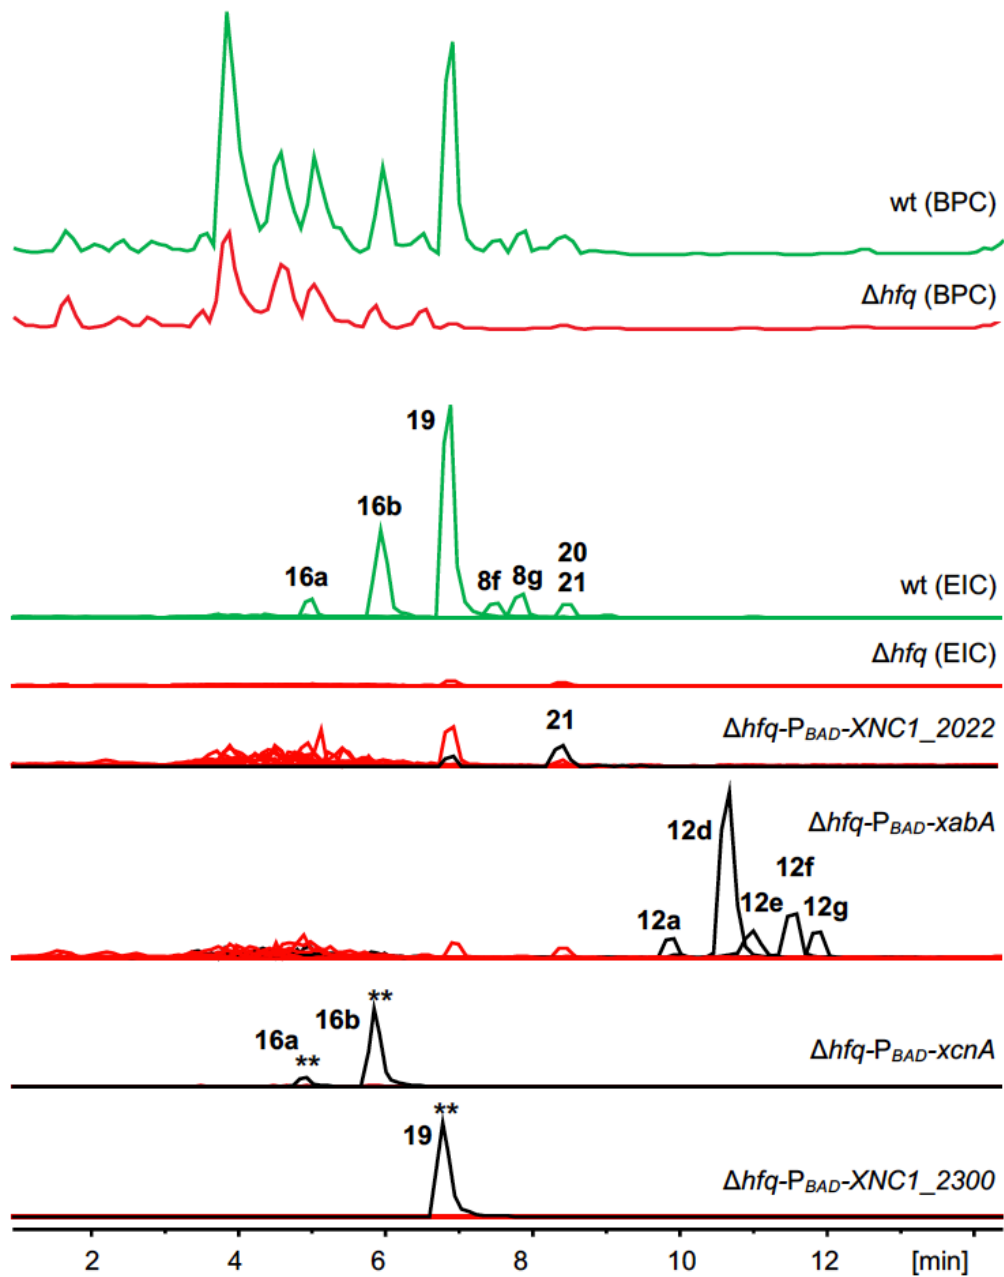 wt (BPC)
Δhfq (BPC)
19
16b
16a
8f
8g
20
21
wt (EIC)
Δhfq (EIC)
21
Δhfq-PBAD-XNC1_2022
Δhfq-PBAD-xabA
12d
12f
12e
12g
12a
**
16b
16a
**
Δhfq-PBAD-xcnA
**
19
Δhfq-PBAD-XNC1_2300
2 4 6 8 10 12 [min]